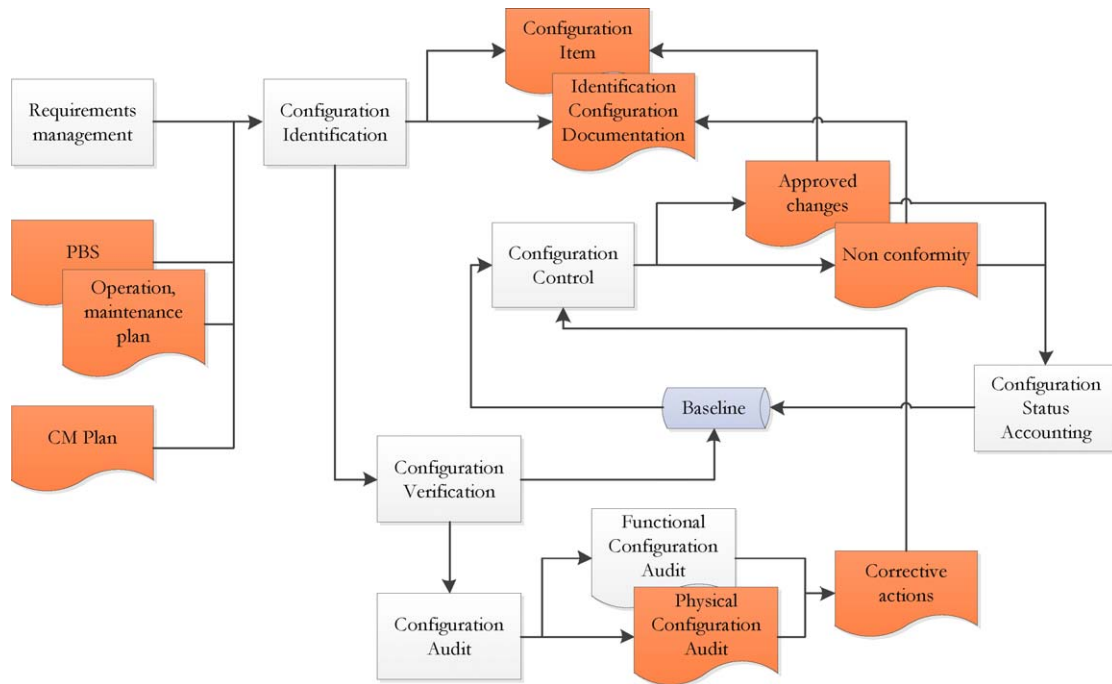 Configuration
Item
Identification
Configuration
Documentation
Requirements
management
Configuration
Identification
Approved
changes
PBS
Operation,
maintenance
plan
Configuration
Control
Non conformity
CM Plan
Baseline
Configuration
Status
Accounting
Configuration
Verification
Functional
Configuration
Audit
Configuration
Audit
Physical
Configuration
Audit
Corrective
actions